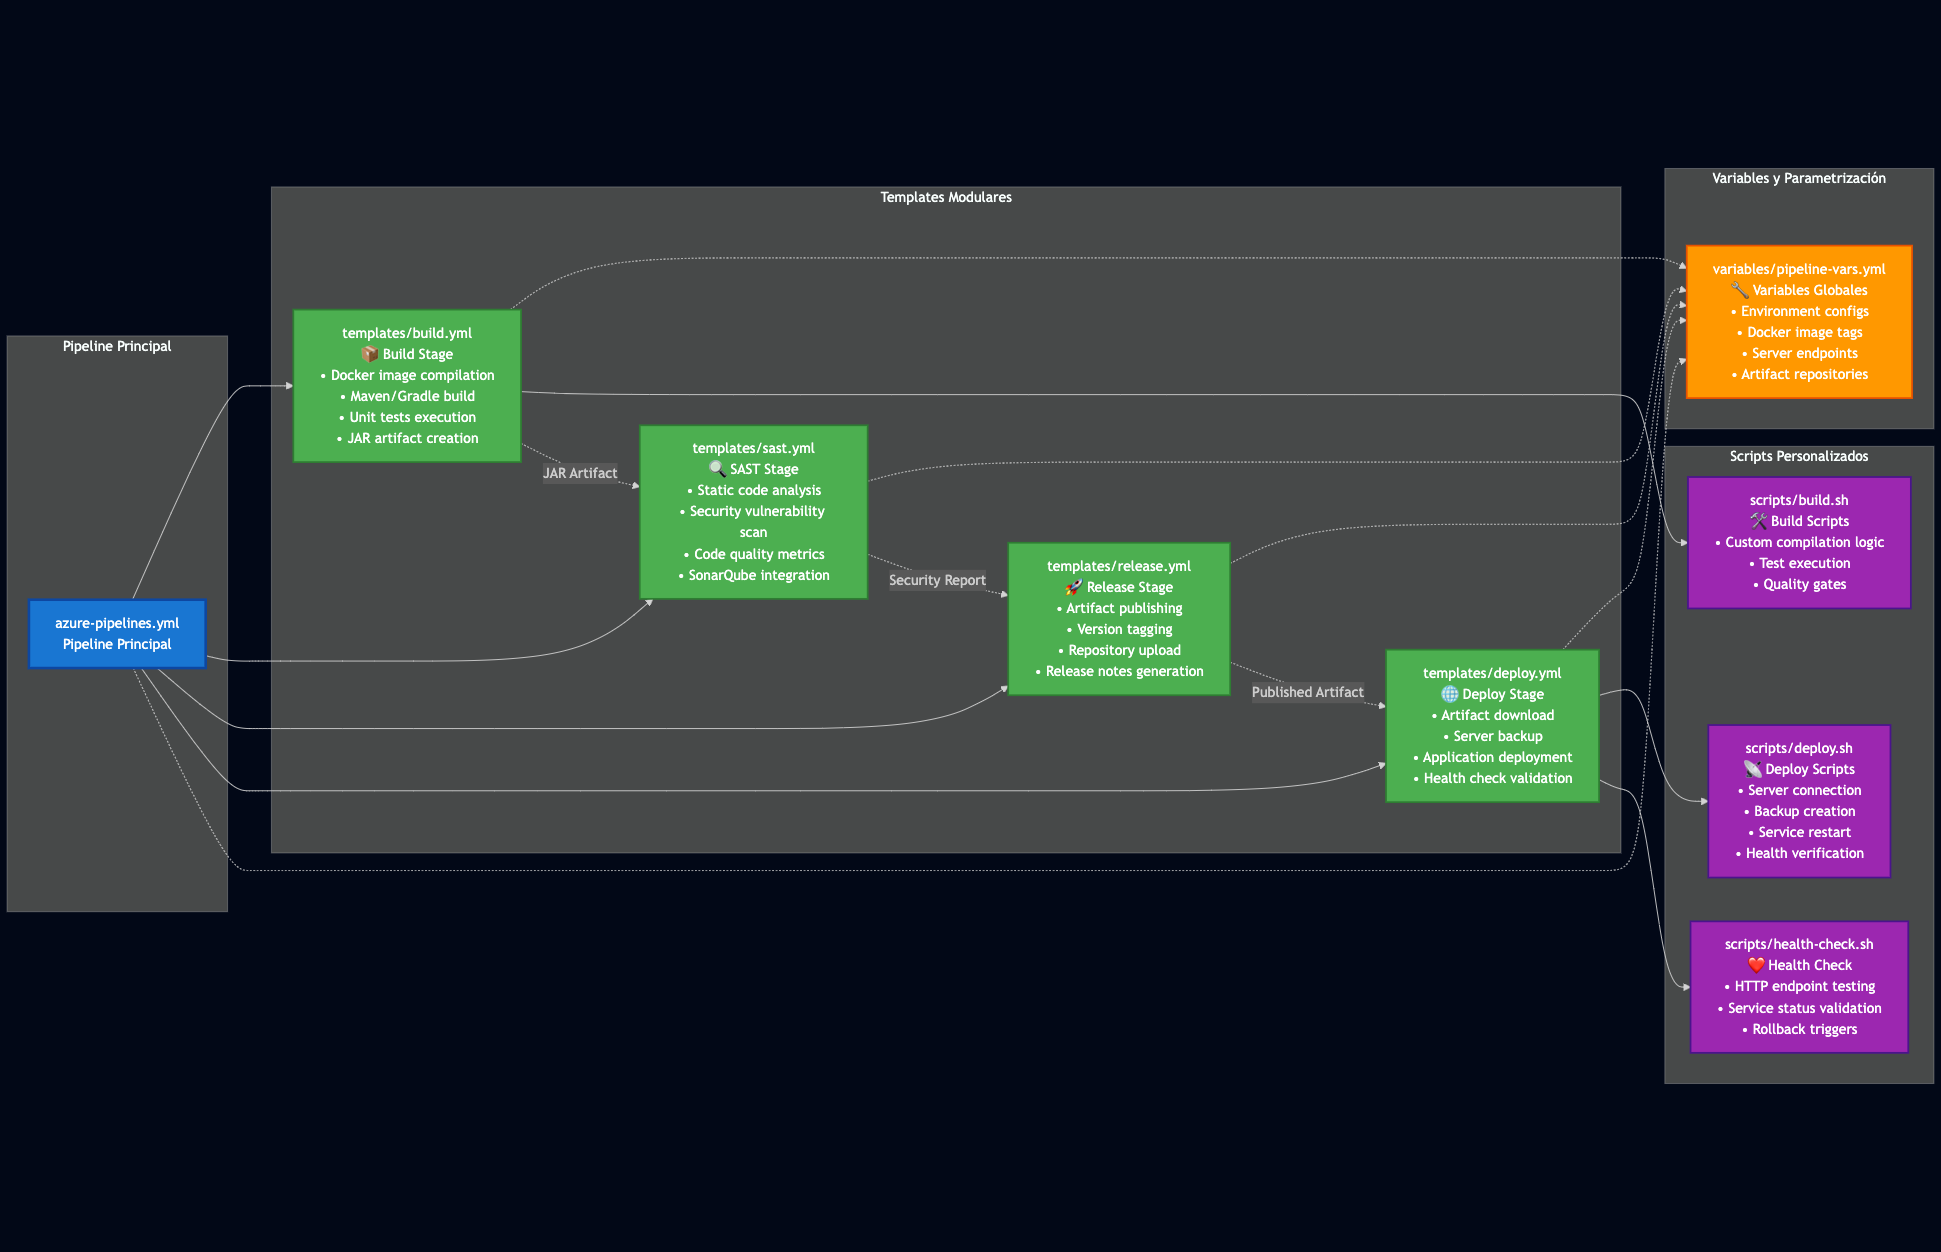 Pipeline Principal
azure-pipelines.yml
Pipeline Principal
Templates Modulares
templates/build.yml
📦 Build Stage
• Docker image compilation
• Maven/Gradle build
• Unit tests execution
• JAR artifact creation
JAR Artifact
templates/sast.yml
🔍 SAST Stage
• Static code analysis
• Security vulnerability
scan
• Code quality metrics
• SonarQube integration
Security Report
templates/release.yml
🚀 Release Stage
• Artifact publishing
• Version tagging
• Repository upload
• Release notes generation
Published Artifact
templates/deploy.yml
🌐 Deploy Stage
• Artifact download
• Server backup
• Application deployment
• Health check validation
Variables y Parametrización
variables/pipeline-vars.yml
🔧 Variables Globales
• Environment configs
• Docker image tags
• Server endpoints
• Artifact repositories
Scripts Personalizados
scripts/build.sh
🛠️ Build Scripts
• Custom compilation logic
• Test execution
• Quality gates
scripts/deploy.sh
📡 Deploy Scripts
• Server connection
• Backup creation
• Service restart
• Health verification
scripts/health-check.sh
❤️ Health Check
• HTTP endpoint testing
• Service status validation
• Rollback triggers